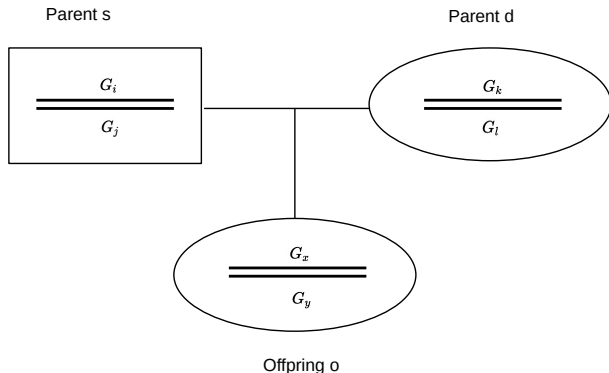 Parent s
Parent d
G_i
G_j
G_k
G_l
G_x
G_y
Offpring o